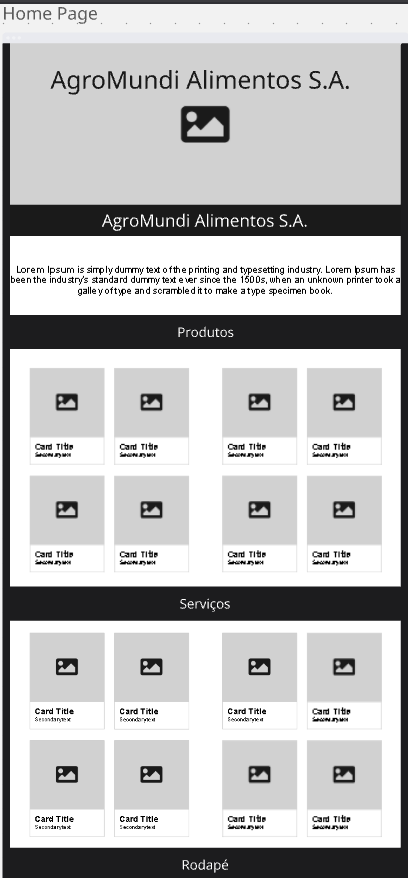 Home Page
AgroMundi Alimentos S.A.
AgroMundi Alimentos S.A.
Lorem Ipsum is simply dummy text of the printing and typesetting industry. Lorem Ipsum has
been the industry's standard dummy text ever since the 1500s, when an unknown printer took a
galley of type and scrambled it to make a type specimen book.
Produtos
Card Title Card Title Card Title Card Title
Secondary text Secondary text Secondary text Secondary text
Card Title Card Title Card Title Card Title
Secondary text Secondary text Secondary text Secondary text
Serviços
Card Title Card Title Card Title Card Title
Secondary text Secondary text Secondary text Secondary text
Card Title Card Title Card Title Card Title
Secondary text Secondary text Secondary text Secondary text
Rodapé